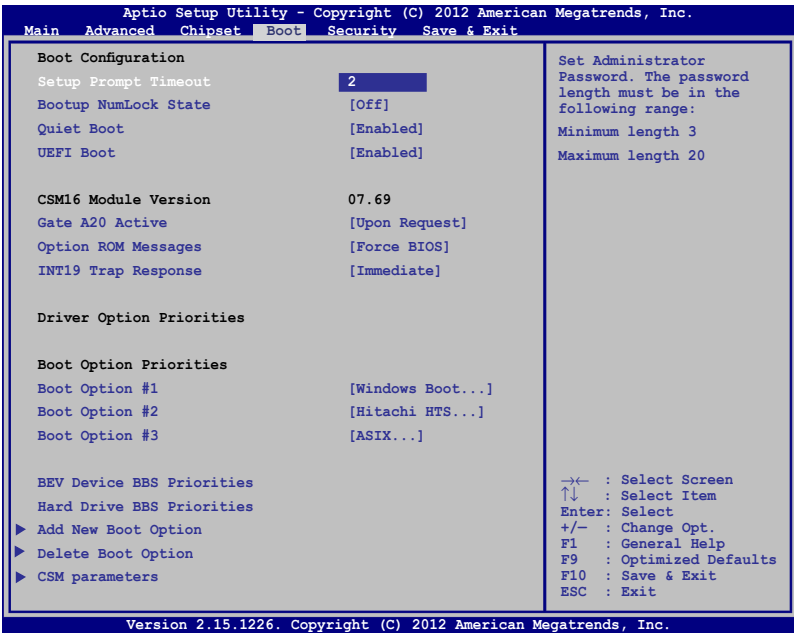 Aptio Setup Utility - Copyright (C) 2012 American Megatrends, Inc.
Main Advanced Chipset Boot Security Save & Exit
Boot Configuration
Setup Prompt Timeout 2
Bootup NumLock State [Off]
Quiet Boot [Enabled]
UEFI Boot [Enabled]
CSM16 Module Version 07.69
Gate A20 Active [Upon Request]
Option ROM Messages [Force BIOS]
INT19 Trap Response [Immediate]
Driver Option Priorities
Boot Option Priorities
Boot Option #1 [Windows Boot...]
Boot Option #2 [Hitachi HTS...]
Boot Option #3 [ASIX...]
BEV Device BBS Priorities
Hard Drive BBS Priorities
Add New Boot Option
Delete Boot Option
CSM parameters
Set Administrator
Password. The password
length must be in the
following range:
Minimum length 3
Maximum length 20
→← : Select Screen
↑↓ : Select Item
Enter: Select
+/— : Change Opt.
F1 : General Help
F9 : Optimized Defaults
F10 : Save & Exit
ESC : Exit
Version 2.15.1226. Copyright (C) 2012 American Megatrends, Inc.